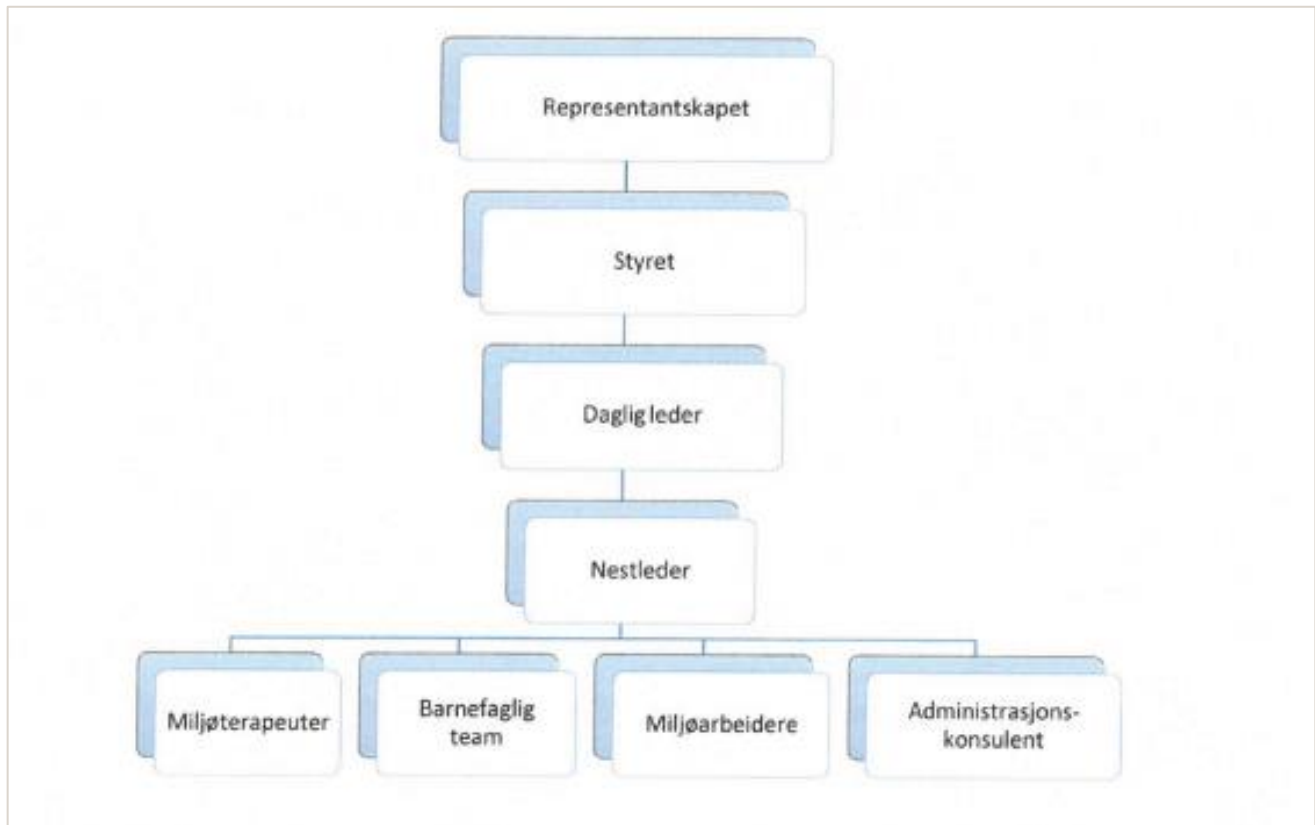 Representantskapet
Styret
Daglig leder
Nestleder
Miljøterapeuter
Barnefaglig
team
Miljøarbeidere
Administrasjons-
konsulent